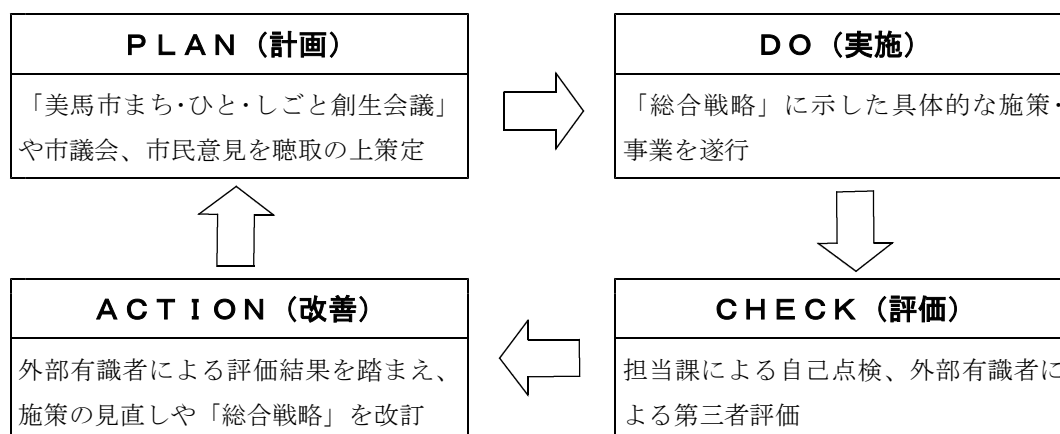 PLAN（計画）
「美馬市まち・ひと・しごと創生会議」
や市議会、市民意見を聴取の上策定
DO（実施）
「総合戦略」に示した具体的な施策・
事業を遂行
ACTION（改善）
外部有識者による評価結果を踏まえ、
施策の見直しや「総合戦略」を改訂
CHECK（評価）
担当課による自己点検、外部有識者に
よる第三者評価